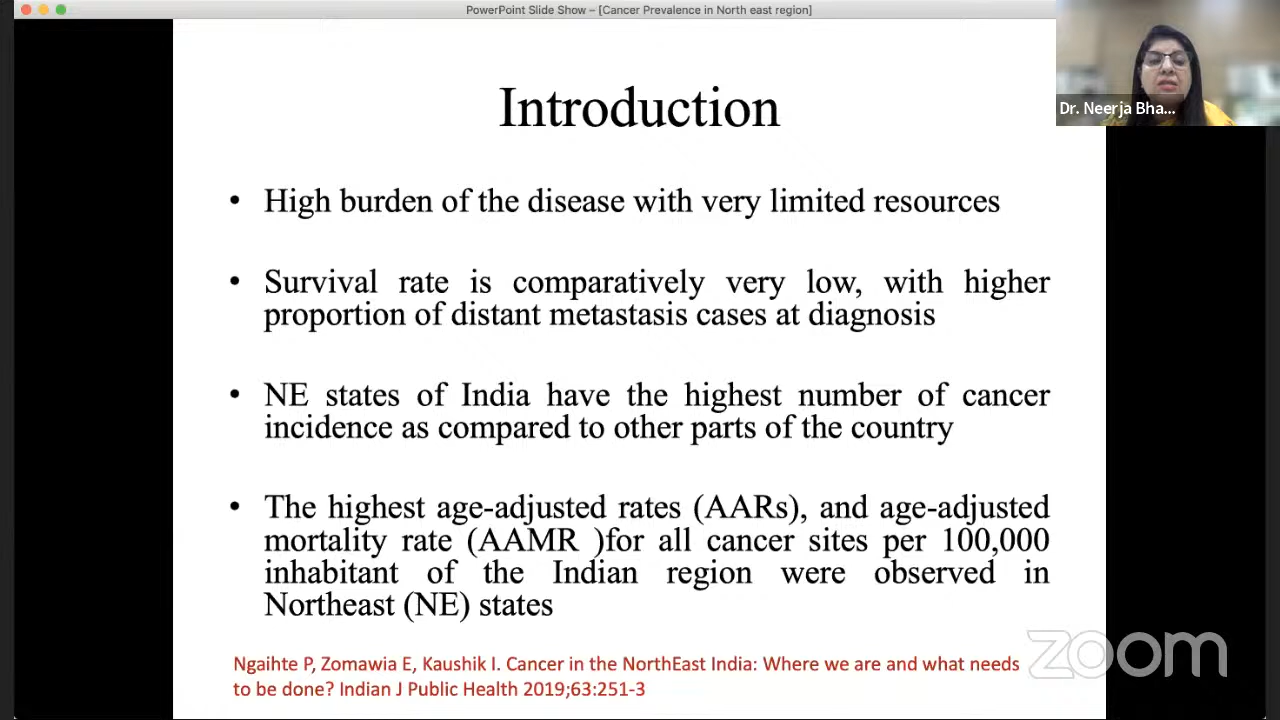 PowerPoint Slide Show – [Cancer Prevalence in North east region]
Dr. Neerja Bha...
Introduction
• High burden of the disease with very limited resources
• Survival rate is comparatively very low, with higher
proportion of distant metastasis cases at diagnosis
• NE states of India have the highest number of cancer
incidence as compared to other parts of the country
• The highest age-adjusted rates (AARs), and age-adjusted
mortality rate (AAMR )for all cancer sites per 100,000
inhabitant of the Indian region were observed in
Northeast (NE) states
Ngaihte P, Zomawia E, Kaushik I. Cancer in the NorthEast India: Where we are and what needs
to be done? Indian J Public Health 2019;63:251-3
zoom